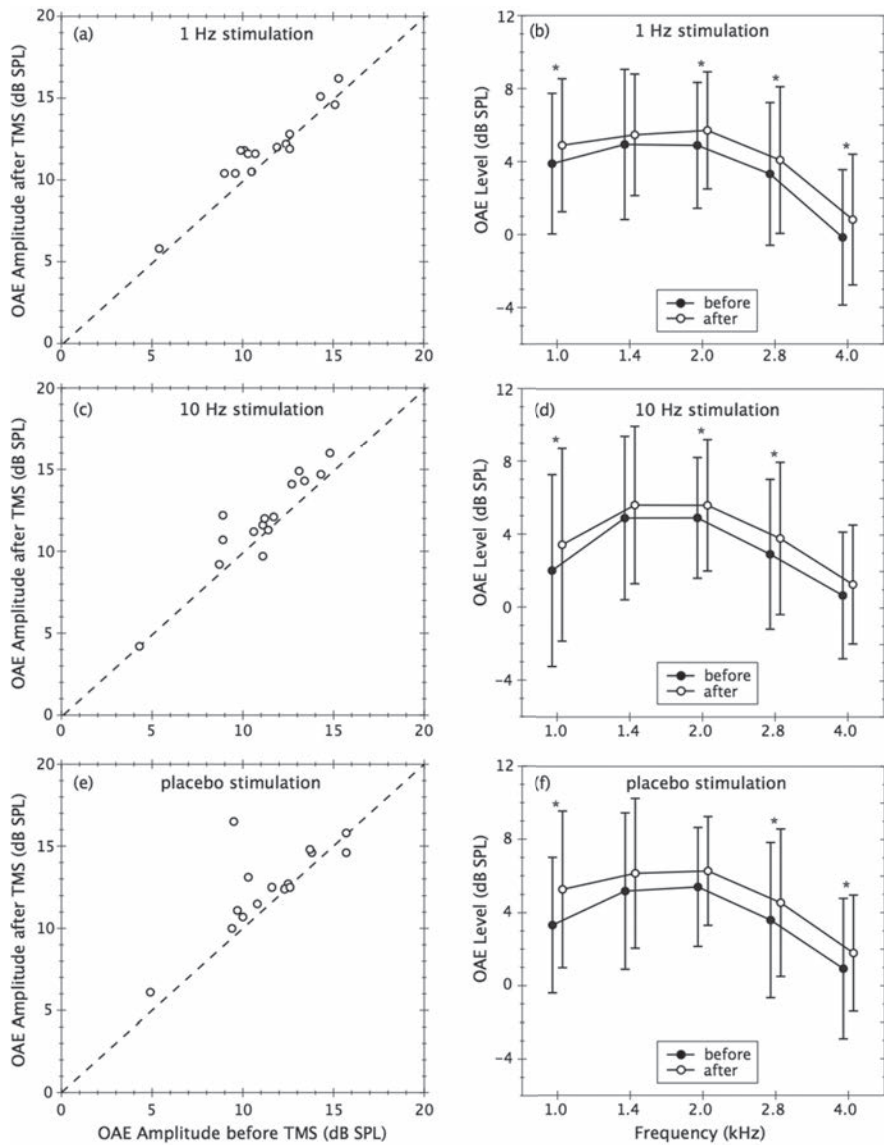 (a) 1 Hz stimulation
OAE Amplitude after TMS (dB SPL)
20
15
10
5
0
0 5 10 15 20
(b) 1 Hz stimulation
OAE Level (dB SPL)
12
8
4
0
-4
* * * *
before
after
1.0 1.4 2.0 2.8 4.0
(c) 10 Hz stimulation
OAE Amplitude after TMS (dB SPL)
20
15
10
5
0
0 5 10 15 20
(d) 10 Hz stimulation
OAE Level (dB SPL)
12
8
4
0
-4
* * *
before
after
1.0 1.4 2.0 2.8 4.0
(e) placebo stimulation
OAE Amplitude after TMS (dB SPL)
20
15
10
5
0
0 5 10 15 20
OAE Amplitude before TMS (dB SPL)
(f) placebo stimulation
OAE Level (dB SPL)
12
8
4
0
-4
* * *
before
after
1.0 1.4 2.0 2.8 4.0
Frequency (kHz)